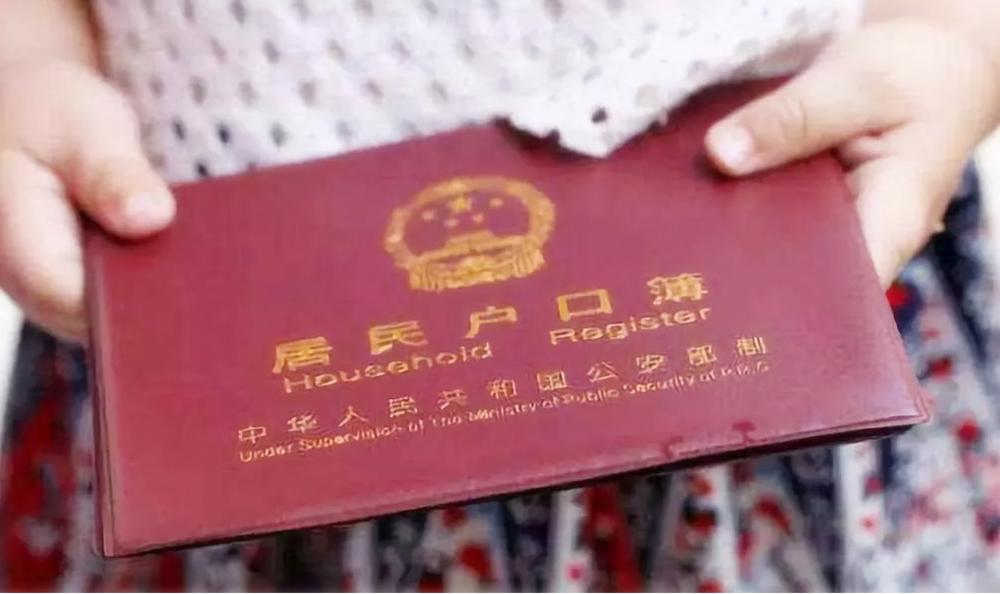 居民户口簿
Household Register
中华人民共和国公安部制
Under Supervision of The Ministry of Public Security of P.R.C